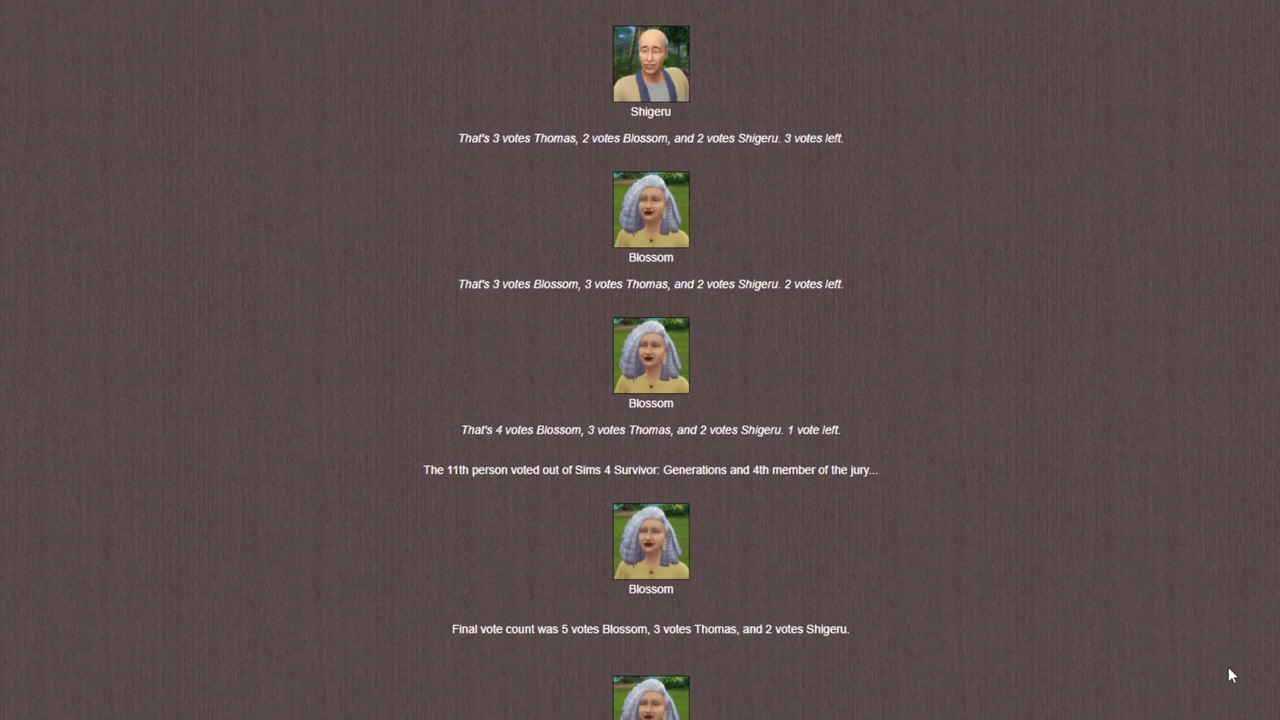 Shigeru
That's 3 votes Thomas, 2 votes Blossom, and 2 votes Shigeru. 3 votes left.
Blossom
That's 3 votes Blossom, 3 votes Thomas, and 2 votes Shigeru. 2 votes left.
Blossom
That's 4 votes Blossom, 3 votes Thomas, and 2 votes Shigeru. 1 vote left.
The 11th person voted out of Sims 4 Survivor: Generations and 4th member of the jury...
Blossom
Final vote count was 5 votes Blossom, 3 votes Thomas, and 2 votes Shigeru.